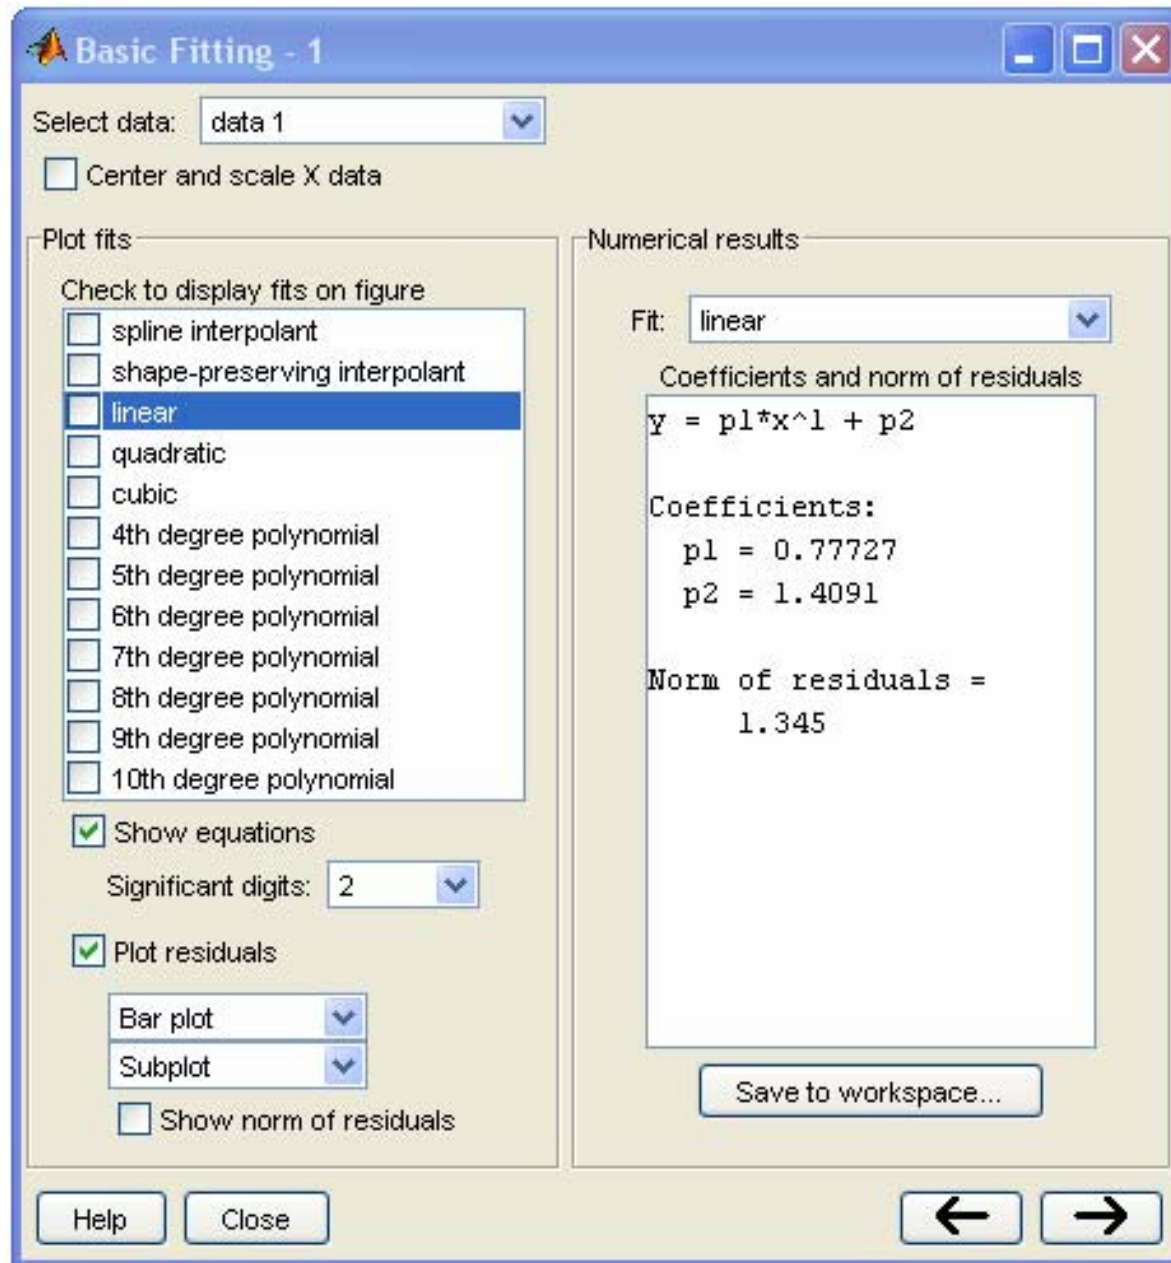 Basic Fitting - 1
Select data: data 1
Center and scale X data
Plot fits
Check to display fits on figure
spline interpolant
shape-preserving interpolant
linear
quadratic
cubic
4th degree polynomial
5th degree polynomial
6th degree polynomial
7th degree polynomial
8th degree polynomial
9th degree polynomial
10th degree polynomial
Show equations
Significant digits: 2
Plot residuals
Bar plot
Subplot
Show norm of residuals
Numerical results
Fit: linear
Coefficients and norm of residuals
y = p1*x^1 + p2
Coefficients:
p1 = 0.77727
p2 = 1.4091
Norm of residuals =
1.345
Save to workspace...
Help Close